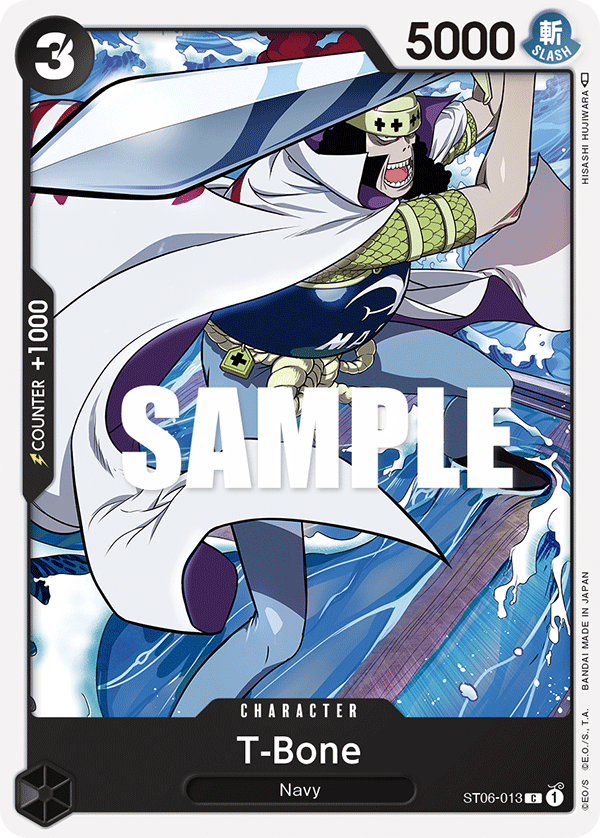 3
5000
斬
SLASH
HISASHI HUJIWARA
COUNTER +1000
MA
SAMPLE
CHARACTER
T-Bone
Navy
ST06-013 C 1
©EO/S ©E.O./S., T.A. BANDAI MADE IN JAPAN